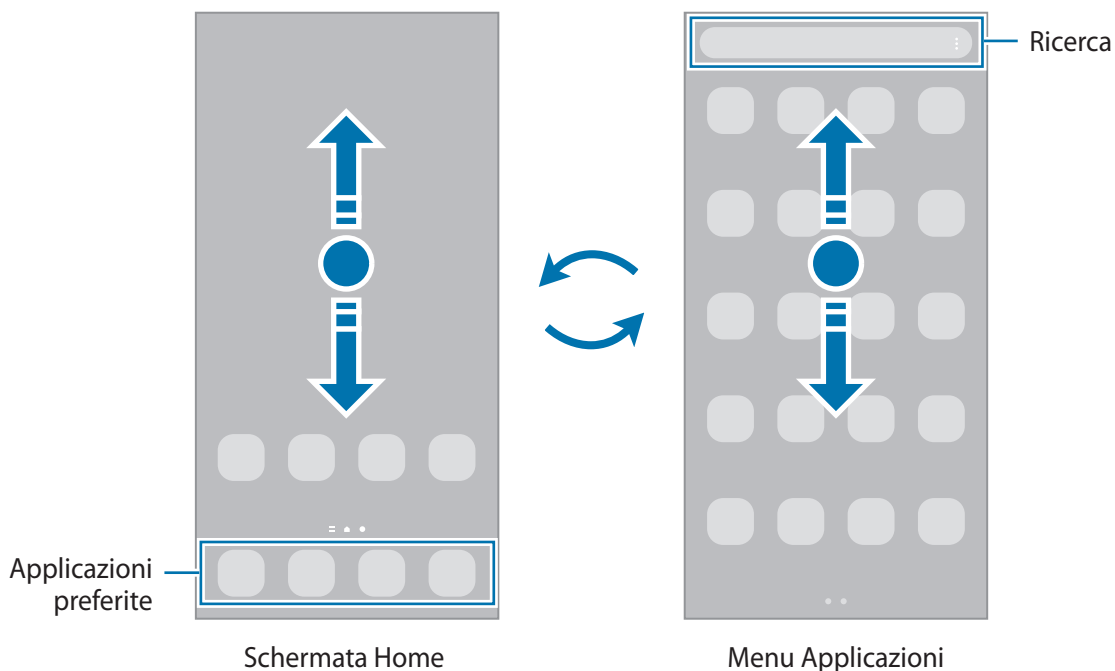 Ricerca
Applicazioni
preferite
Schermata Home
Menu Applicazioni